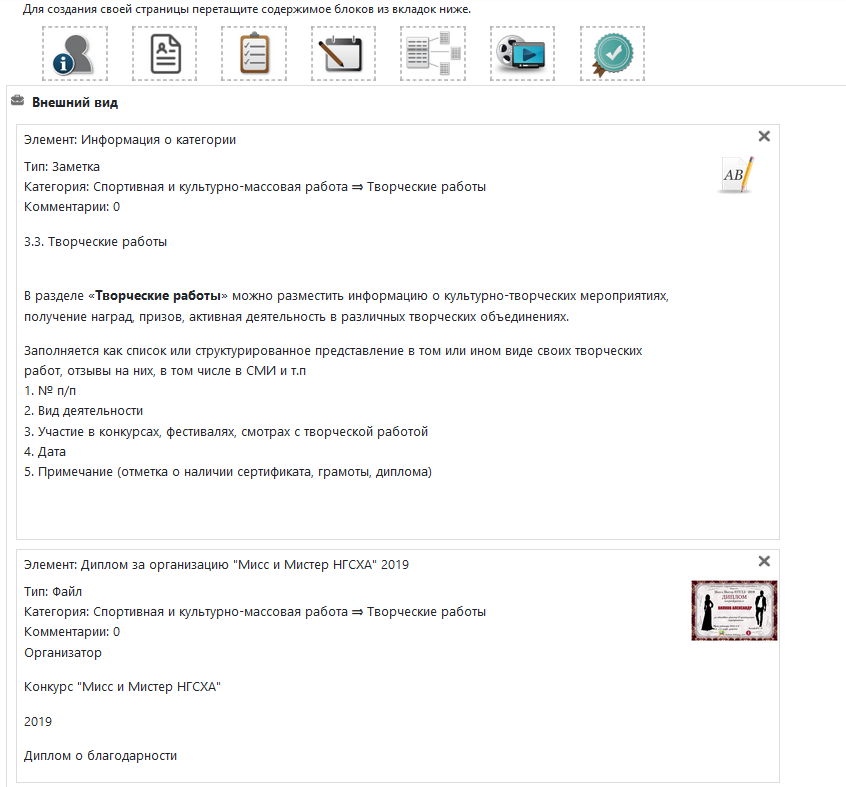 Для создания своей страницы перетащите содержимое блоков из вкладок ниже.
Внешний вид
Элемент: Информация о категории
Тип: Заметка
Категория: Спортивная и культурно-массовая работа ⇒ Творческие работы
Комментарии: 0
AB
3.3. Творческие работы
В разделе «Творческие работы» можно разместить информацию о культурно-творческих мероприятиях,
получение наград, призов, активная деятельность в различных творческих объединениях.
Заполняется как список или структурированное представление в том или ином виде своих творческих
работ, отзывы на них, в том числе в СМИ и т.п
1. № п/п
2. Вид деятельности
3. Участие в конкурсах, фестивалях, смотрах с творческой работой
4. Дата
5. Примечание (отметка о наличии сертификата, грамоты, диплома)
Элемент: Диплом за организацию "Мисс и Мистер НГСХА" 2019
Тип: Файл
Категория: Спортивная и культурно-массовая работа ⇒ Творческие работы
Комментарии: 0
Организатор
ДИПЛОМ
Конкурс "Мисс и Мистер НГСХА"
2019
Диплом о благодарности